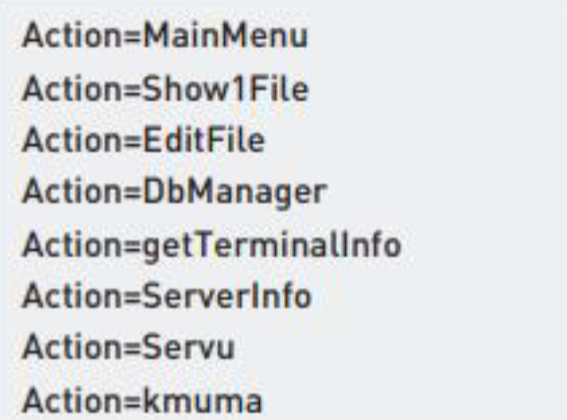 Action=MainMenu
Action=Show1File
Action=EditFile
Action=DbManager
Action=getTerminalInfo
Action=ServerInfo
Action=Servu
Action=kmuma